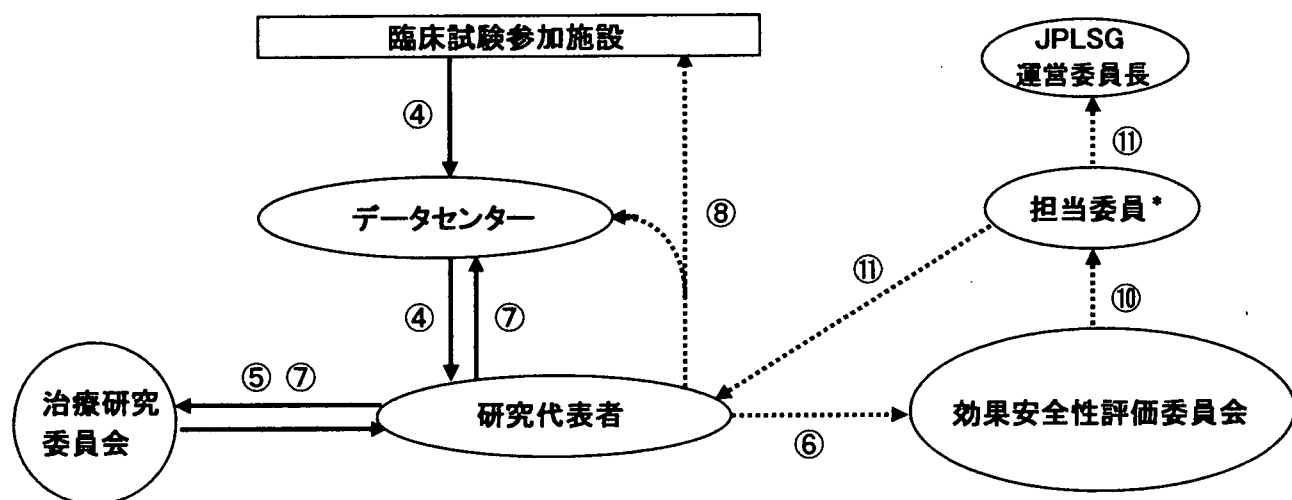 臨床試験参加施設
JPLSG
運営委員長
④
⑪
データセンター
⑧
担当委員*
④
⑦
⑪
⑩
⑤ ⑦
治療研究
委員会
研究代表者
⑥
効果安全性評価委員会